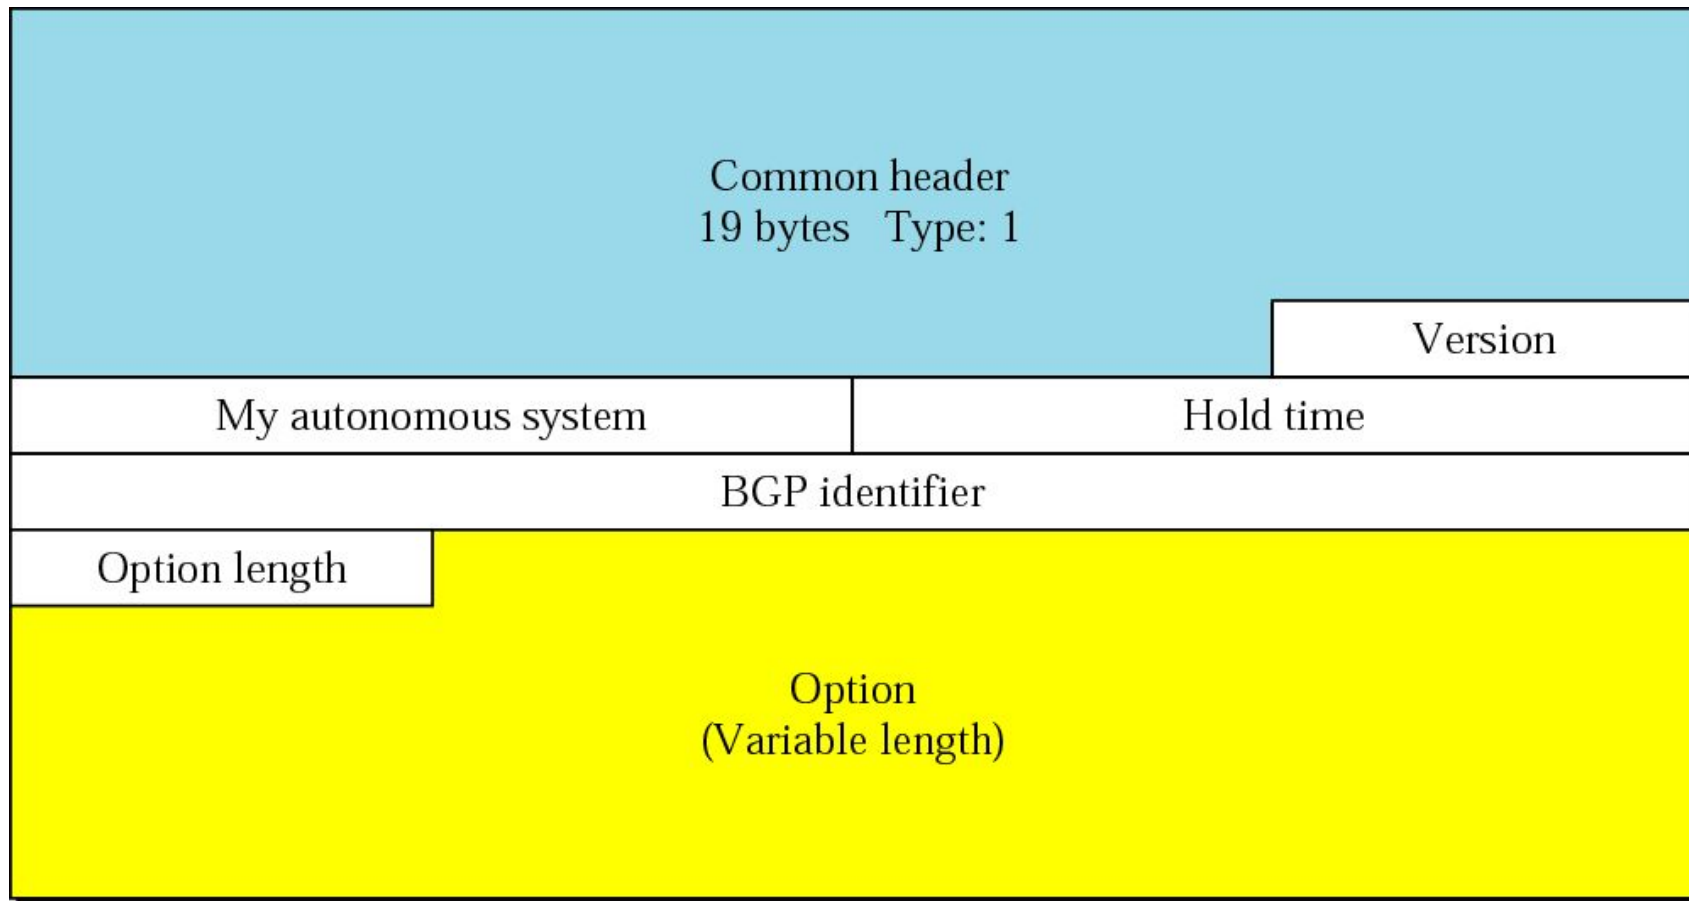 Common header
19 bytes Type: 1
Version
My autonomous system
Hold time
BGP identifier
Option length
Option
(Variable length)